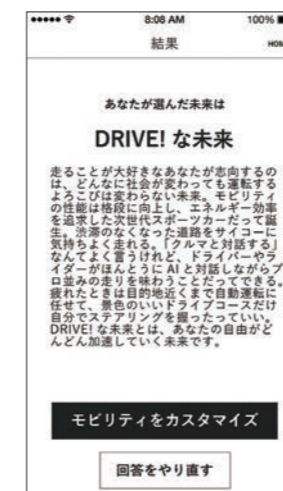 8:08 AM
100%
結果
HOM
あなたが選んだ未来は
DRIVE! な未来
走ることが大好きなあなたが志向するの
は、どんなに社会が変わっても運転する
よろこびは変わらない未来。モビリティ
の性能は格段に向上し、エネルギー効率
を追求した次世代スポーツカーだって誕
生。渋滞のなくなった道路をサイコーに
気持ちよく走れる。「クルマと対話する」
なんてよく言うけれど、ドライバーやラ
イダーがほんとうに AI と対話しながらプ
ロ並みの走りを味わうことだってできる。
疲れたときは目的地近くまで自動運転に
任せて、景色のいいドライブコースだけ
自分でステアリングを握ったっていい。
DRIVE! な未来とは、あなたの自由がど
んどん加速していく未来です。
モビリティをカスタマイズ
回答をやり直す